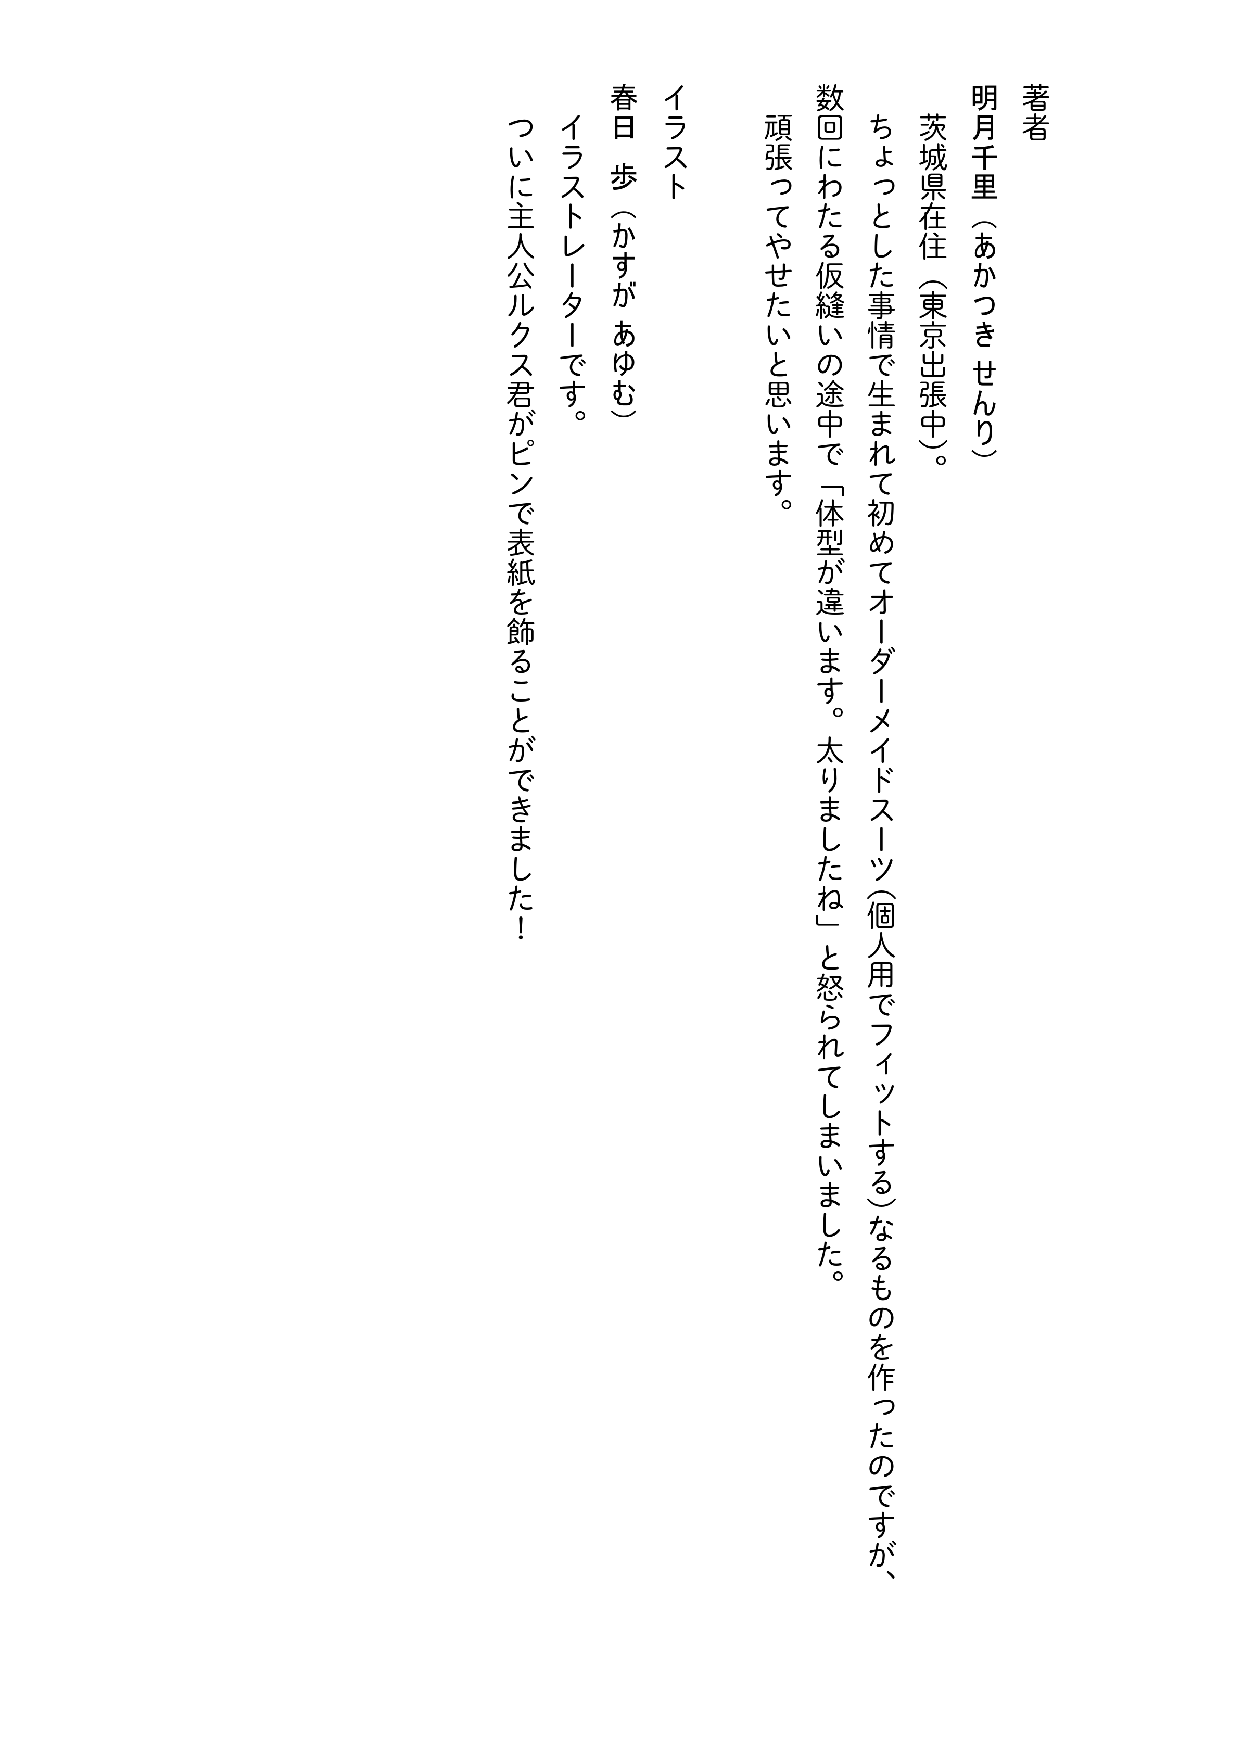 著者
明月千里（あかつき せんり）
茨城県在住（東京出張中）。
ちょっとした事情で生まれて初めてオーダーメイドスーツ（個人用でフィットする）なるものを作ったのですが、
数回にわたる仮縫いの途中で「体型が違います。太りましたね」と怒られてしまいました。
頑張ってやせたいと思います。
イラスト
春日 歩（かすが あゆむ）
イラストレーターです。
ついに主人公ルクス君がピンで表紙を飾ることができました！